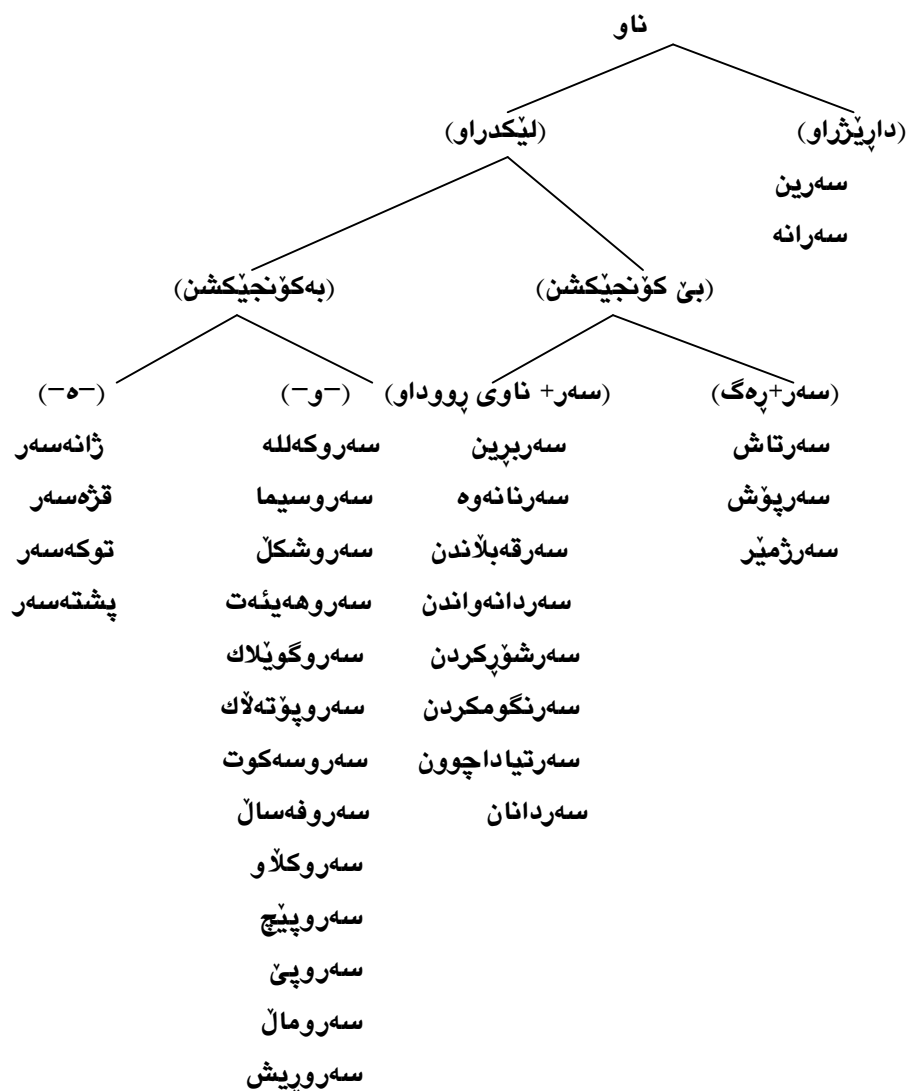 ناو
(داڕێژراو) (لێکدراو)
سەرین
سەرانە
(بێ کۆنجێکشن) (بەکۆنجێکشن)
(سەر+ڕەگ) (سەر+ ناوی ڕووداو) (–و–) (–ە–)
سەرتاش سەربڕین سەروکەللە ژانەسەر
سەرپۆش سەرنانەوە سەروسیما قژەسەر
سەرژمێر سەرقەبڵاندن سەروشکڵ توکەسەر
سەردانەواندن سەروهەیئەت پشتەسەر
سەرشۆڕکردن سەروگوێلاك
سەرنگومکردن سەروپۆتەڵاك
سەرتیاداچوون سەروسەکوت
سەردانان سەروفەساڵ
سەروکڵاو
سەروپێچ
سەروپێ
سەروماڵ
سەروڕیش